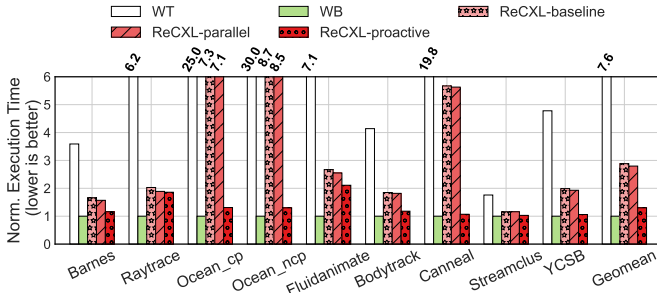 WT
WB
ReCXL-baseline
ReCXL-parallel
ReCXL-proactive
6.2
25.0
7.3
7.1
30.0
8.7
8.5
7.1
19.8
7.6
Norm. Execution Time
(lower is better)
6
5
4
3
2
1
0
Barnes
Raytrace
Ocean_cp
Ocean_ncp
Fluidanimate
Bodytrack
Canneal
Streamclus
YCSB
Geomean